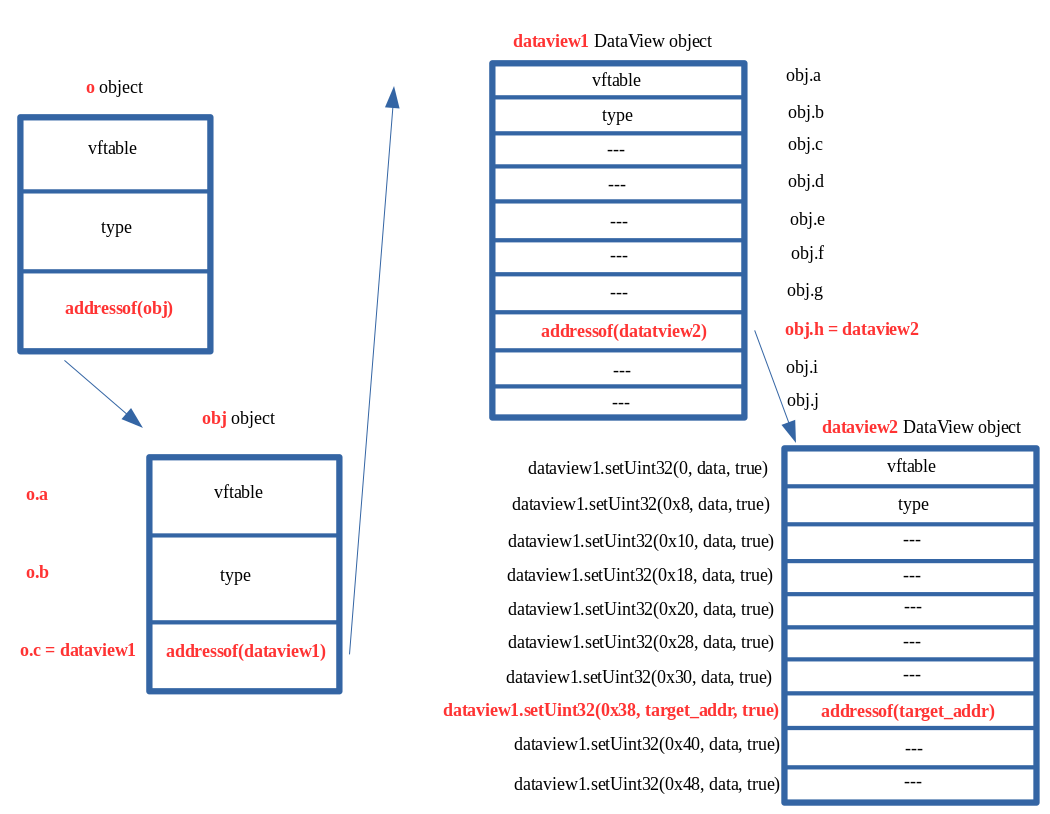 o object
vftable
type
addressof(obj)
obj object
o.a
vftable
o.b
type
o.c = dataview1
addressof(dataview1)
dataview1 DataView object
vftable
obj.a
type
obj.b
---
obj.c
---
obj.d
---
obj.e
---
obj.f
---
obj.g
addressof(datatview2)
obj.h = dataview2
---
obj.i
---
obj.j
dataview2 DataView object
dataview1.setUint32(0, data, true)
vftable
dataview1.setUint32(0x8, data, true)
type
dataview1.setUint32(0x10, data, true)
---
dataview1.setUint32(0x18, data, true)
---
dataview1.setUint32(0x20, data, true)
---
dataview1.setUint32(0x28, data, true)
---
dataview1.setUint32(0x30, data, true)
---
dataview1.setUint32(0x38, target_addr, true)
addressof(target_addr)
dataview1.setUint32(0x40, data, true)
---
dataview1.setUint32(0x48, data, true)
---